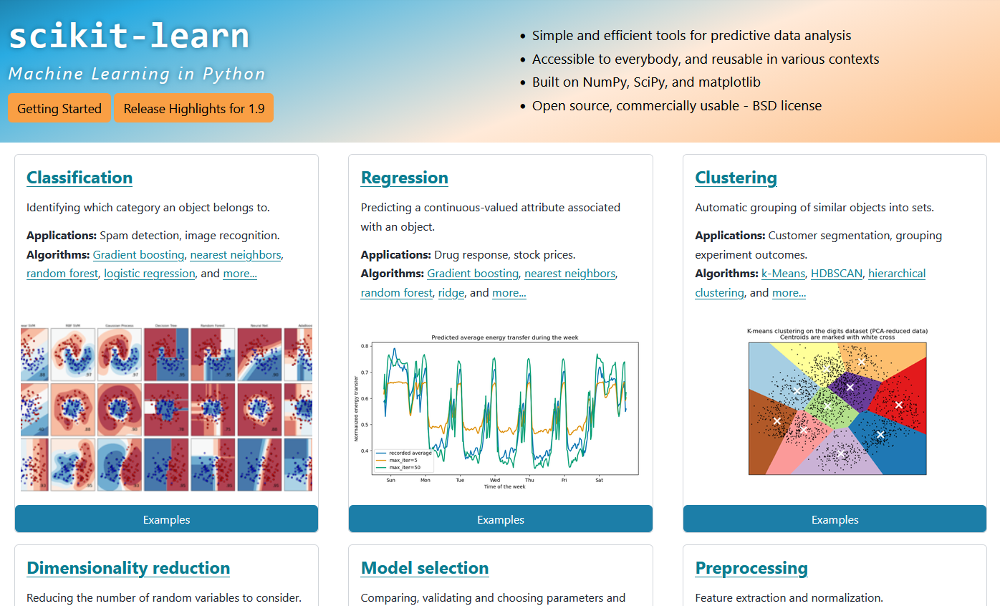 scikit-learn
Machine Learning in Python
Getting Started
Release Highlights for 1.9
Simple and efficient tools for predictive data analysis
Accessible to everybody, and reusable in various contexts
Built on NumPy, SciPy, and matplotlib
Open source, commercially usable - BSD license
Classification
Identifying which category an object belongs to.
Applications: Spam detection, image recognition.
Algorithms: Gradient boosting, nearest neighbors,
random forest, logistic regression, and more...
RBF SVM
Gaussian Process
Decision Tree
Random Forest
Neural Net
Examples
Regression
Predicting a continuous-valued attribute associated
with an object.
Applications: Drug response, stock prices.
Algorithms: Gradient boosting, nearest neighbors,
random forest, ridge, and more...
Predicted average energy transfer during the week
Normalized energy transfer
0.8
0.7
0.6
0.5
0.4
recorded average
max_iter=5
max_iter=50
Sun Mon Tue Wed Thu Fri Sat
Time of the week
Examples
Clustering
Automatic grouping of similar objects into sets.
Applications: Customer segmentation, grouping
experiment outcomes.
Algorithms: k-Means, HDBSCAN, hierarchical
clustering, and more...
K-means clustering on the digits dataset (PCA-reduced data)
Centroids are marked with white cross
Examples
Dimensionality reduction
Reducing the number of random variables to consider.
Model selection
Comparing, validating and choosing parameters and
Preprocessing
Feature extraction and normalization.